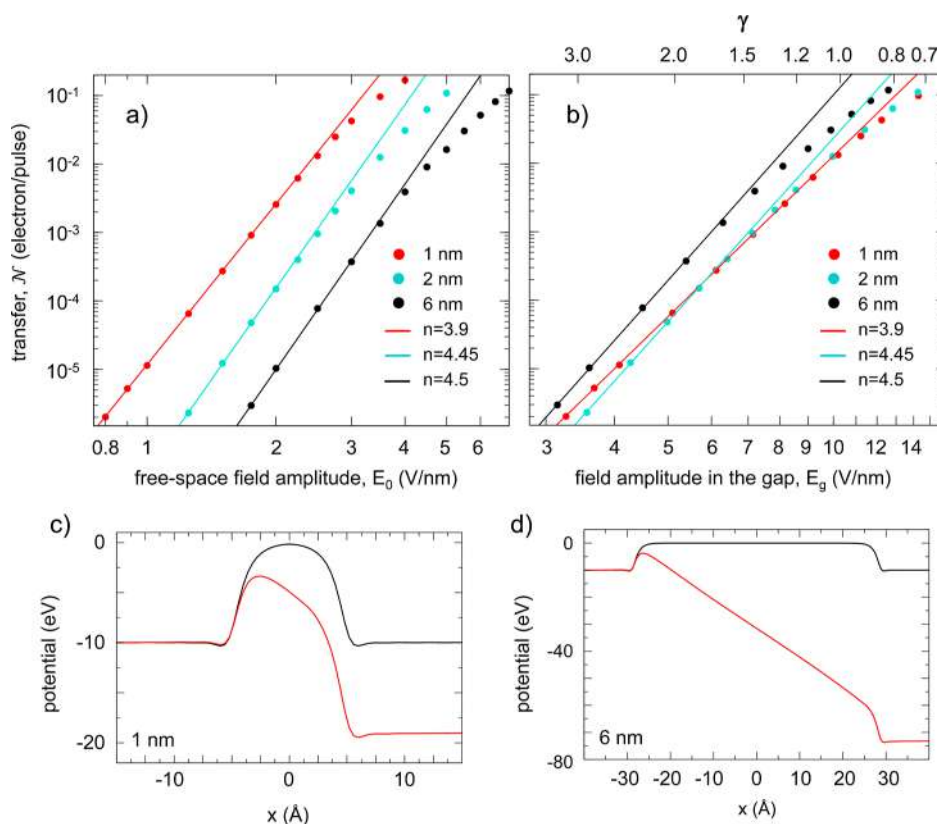 γ
3.0 2.0 1.5 1.2 1.0 0.8 0.7
a)
b)
transfer, 𝒩 (electron/pulse)
10⁻¹
10⁻²
10⁻³
10⁻⁴
10⁻⁵
1 nm
2 nm
6 nm
n=3.9
n=4.45
n=4.5
1 nm
2 nm
6 nm
n=3.9
n=4.45
n=4.5
0.8 1 2 3 4 5 6
3 4 5 6 7 8 10 12 14
free-space field amplitude, E₀ (V/nm)
field amplitude in the gap, E_g (V/nm)
c)
potential (eV)
0
-10
-20
1 nm
-10 0 10
x (Å)
d)
potential (eV)
0
-40
-80
6 nm
-40 -30 -20 -10 0 10 20 30 40
x (Å)